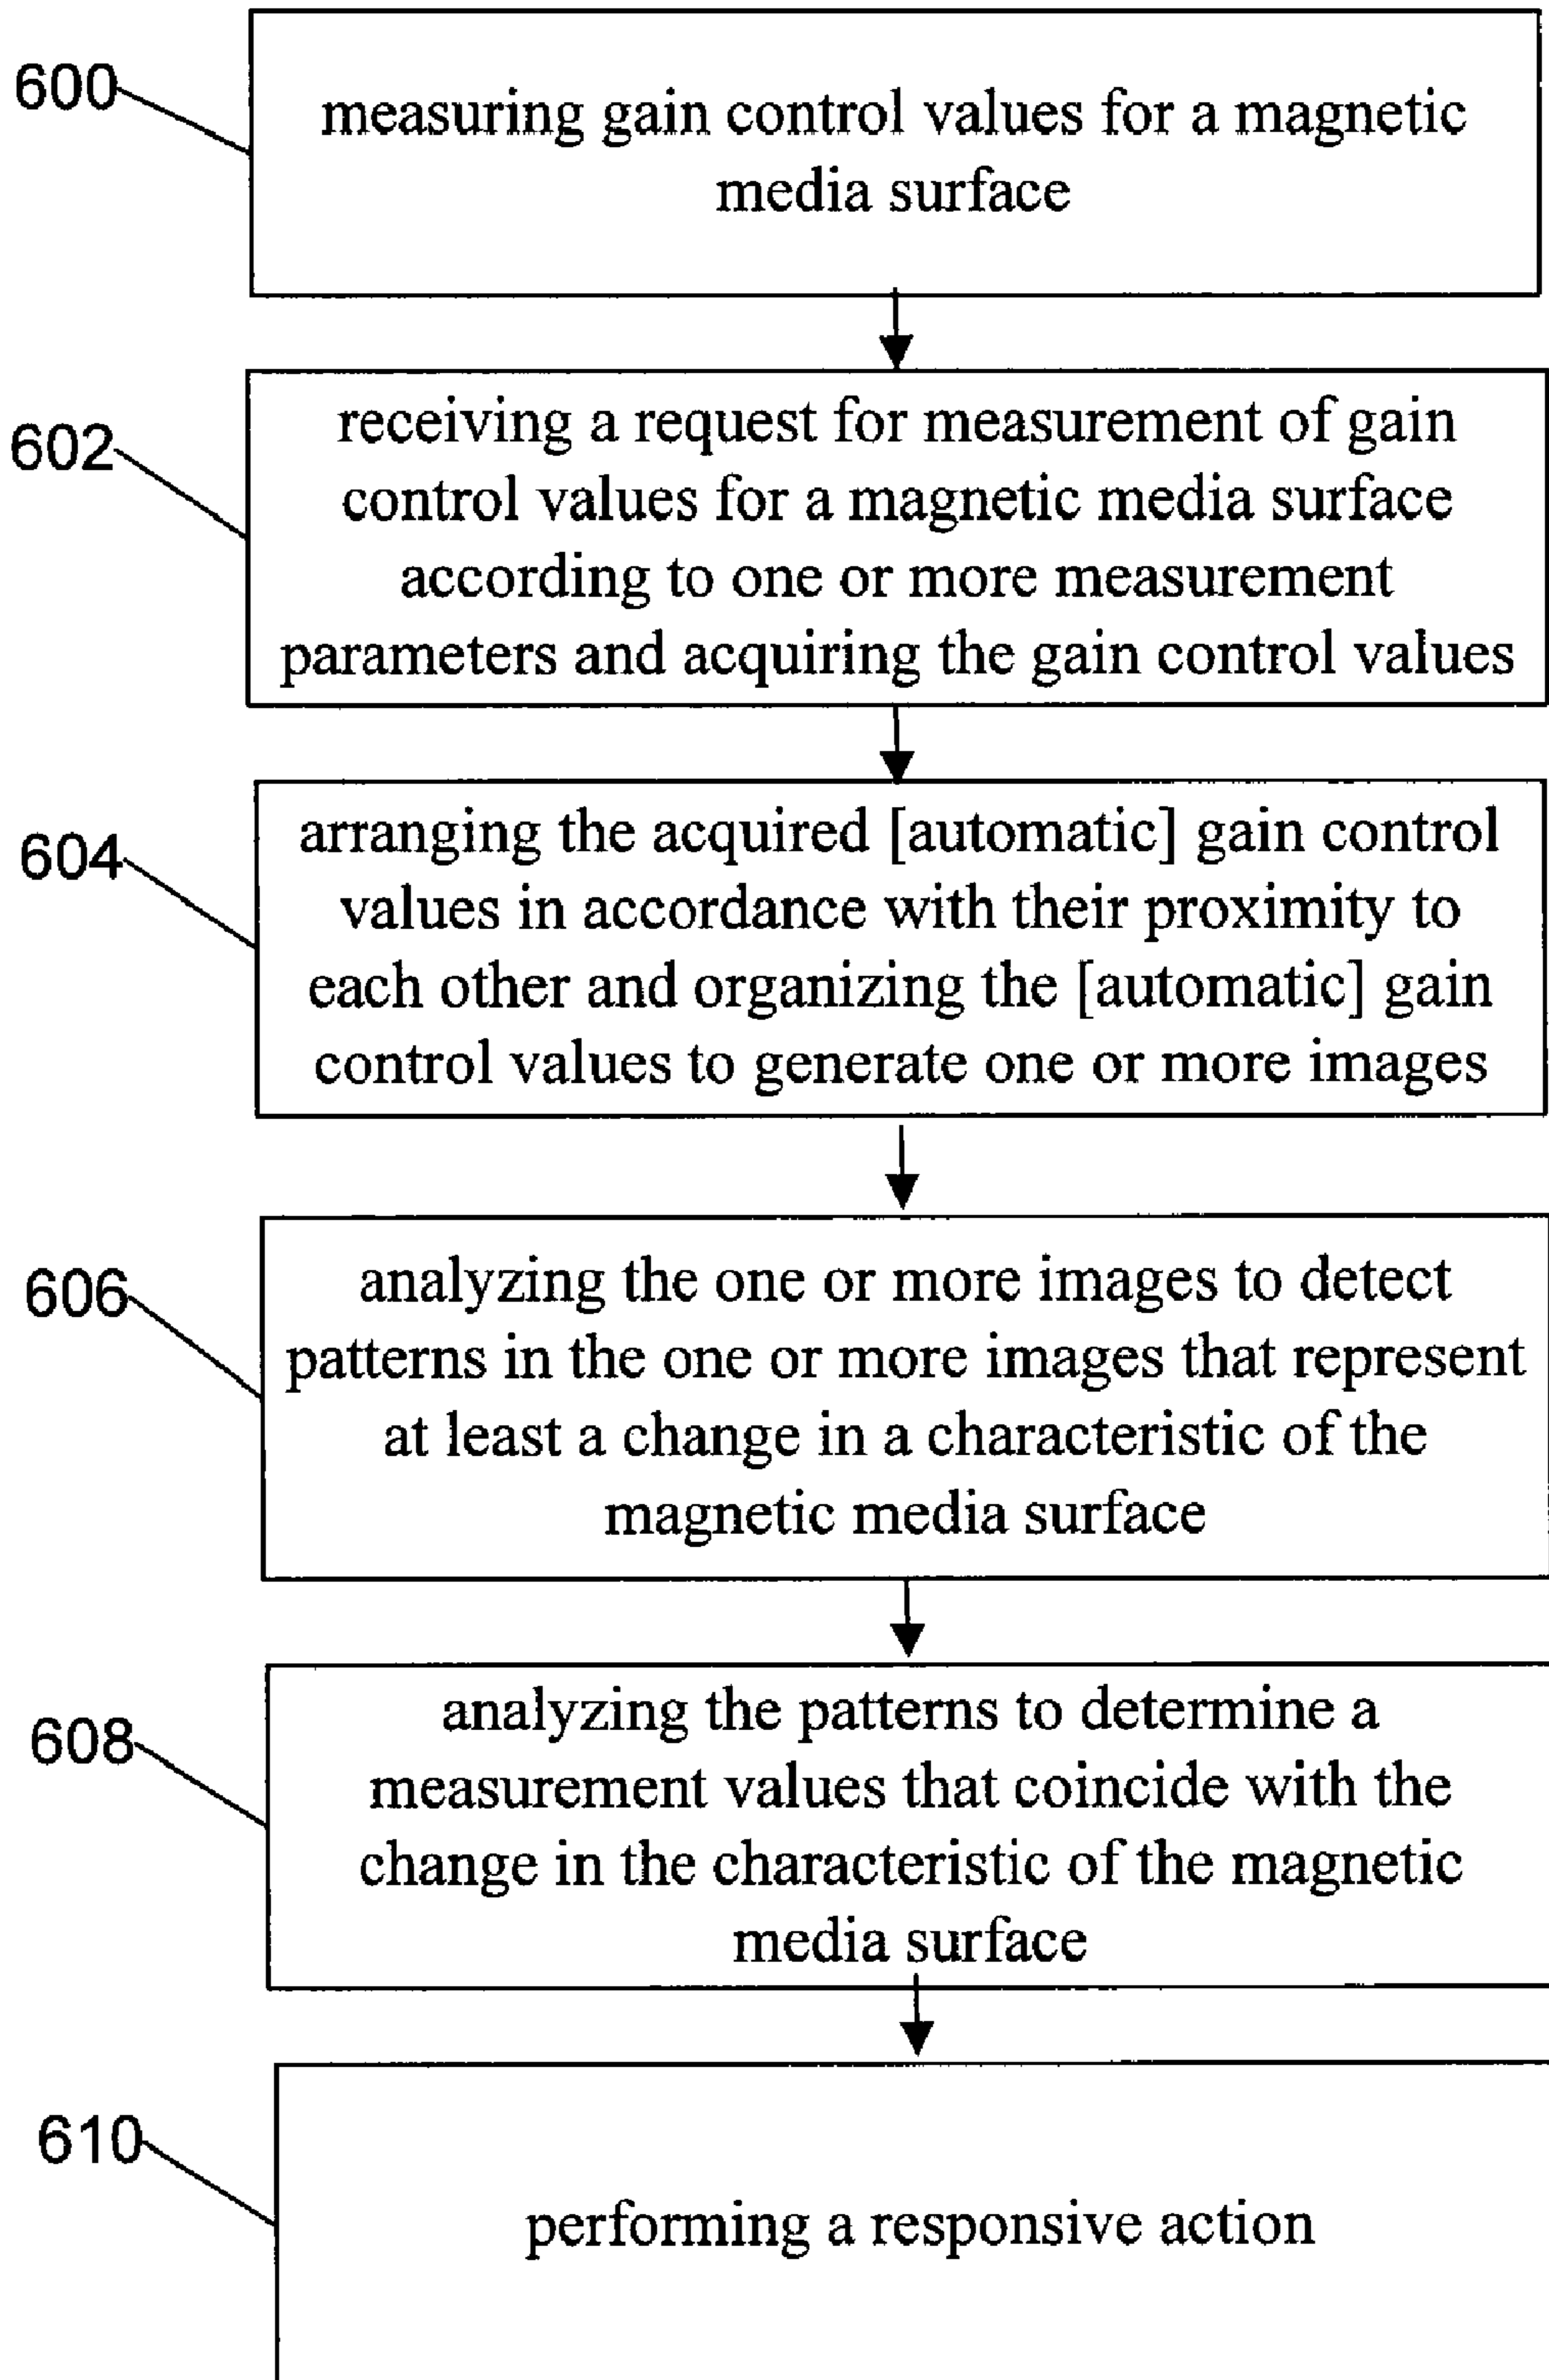 600
measuring gain control values for a magnetic
media surface
602
receiving a request for measurement of gain
control values for a magnetic media surface
according to one or more measurement
parameters and acquiring the gain control values
604
arranging the acquired [automatic] gain control
values in accordance with their proximity to
each other and organizing the [automatic] gain
control values to generate one or more images
606
analyzing the one or more images to detect
patterns in the one or more images that represent
at least a change in a characteristic of the
magnetic media surface
608
analyzing the patterns to determine a
measurement values that coincide with the
change in the characteristic of the magnetic
media surface
610
performing a responsive action